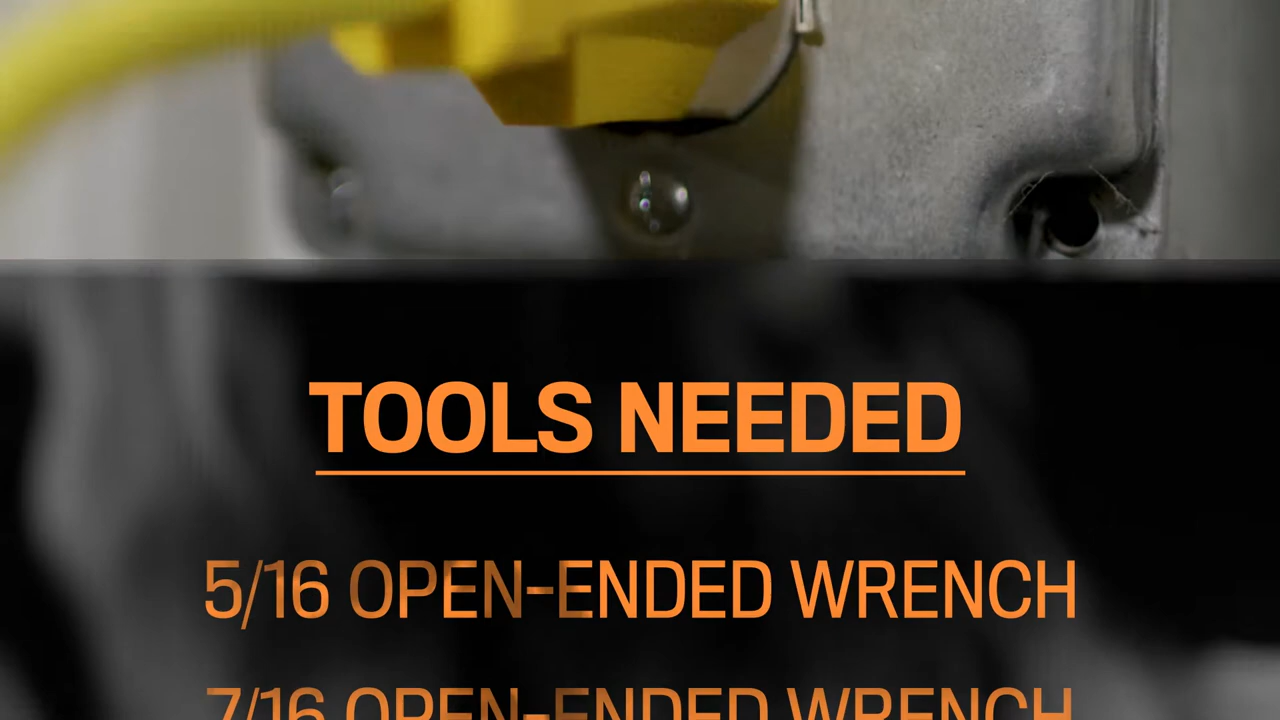 TOOLS NEEDED
5/16 OPEN-ENDED WRENCH
7/16 OPEN-ENDED WRENCH